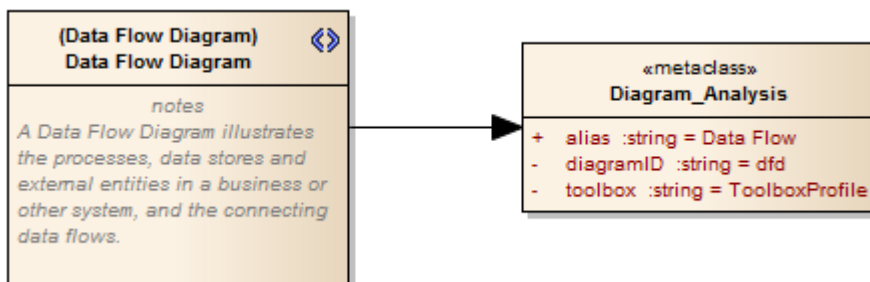 (Data Flow Diagram)
Data Flow Diagram
notes
A Data Flow Diagram illustrates
the processes, data stores and
external entities in a business or
other system, and the connecting
data flows.
«metaclass»
Diagram_Analysis
+ alias :string = Data Flow
- diagramID :string = dfd
- toolbox :string = ToolboxProfile